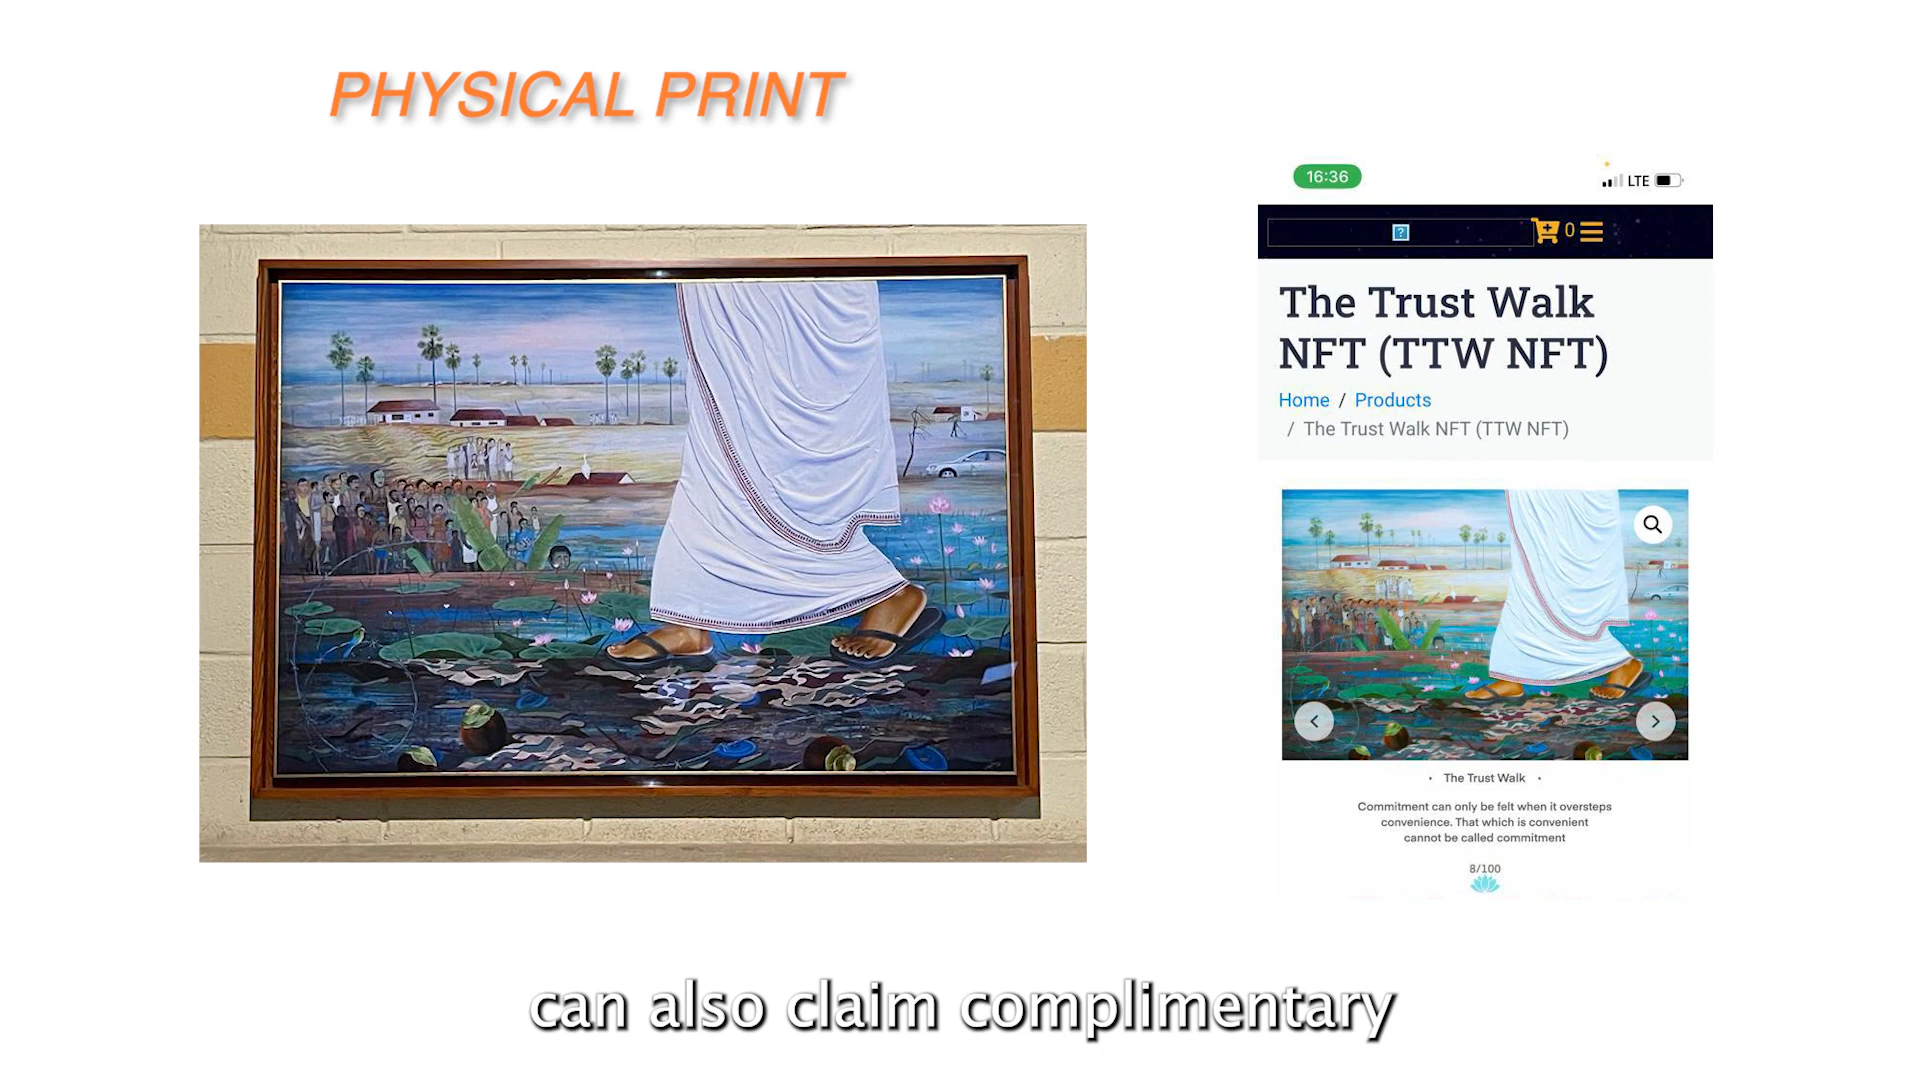 PHYSICAL PRINT
16:36
LTE
0
The Trust Walk
NFT (TTW NFT)
Home / Products
/ The Trust Walk NFT (TTW NFT)
· The Trust Walk ·
Commitment can only be felt when it oversteps
convenience. That which is convenient
cannot be called commitment
8/100
can also claim complimentary